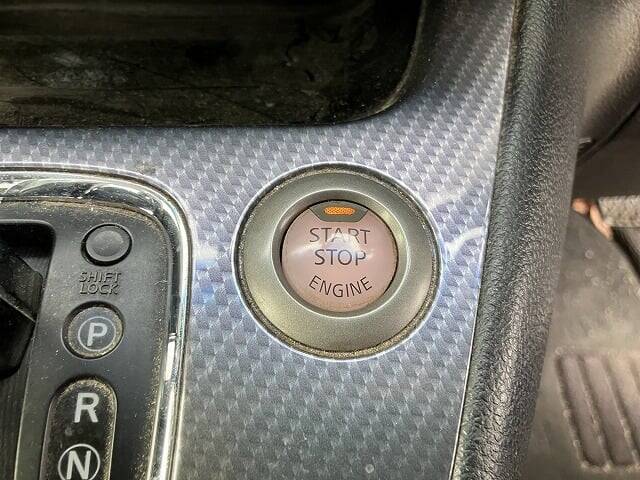 START
STOP
ENGINE
SHIFT
LOCK
P
R
N